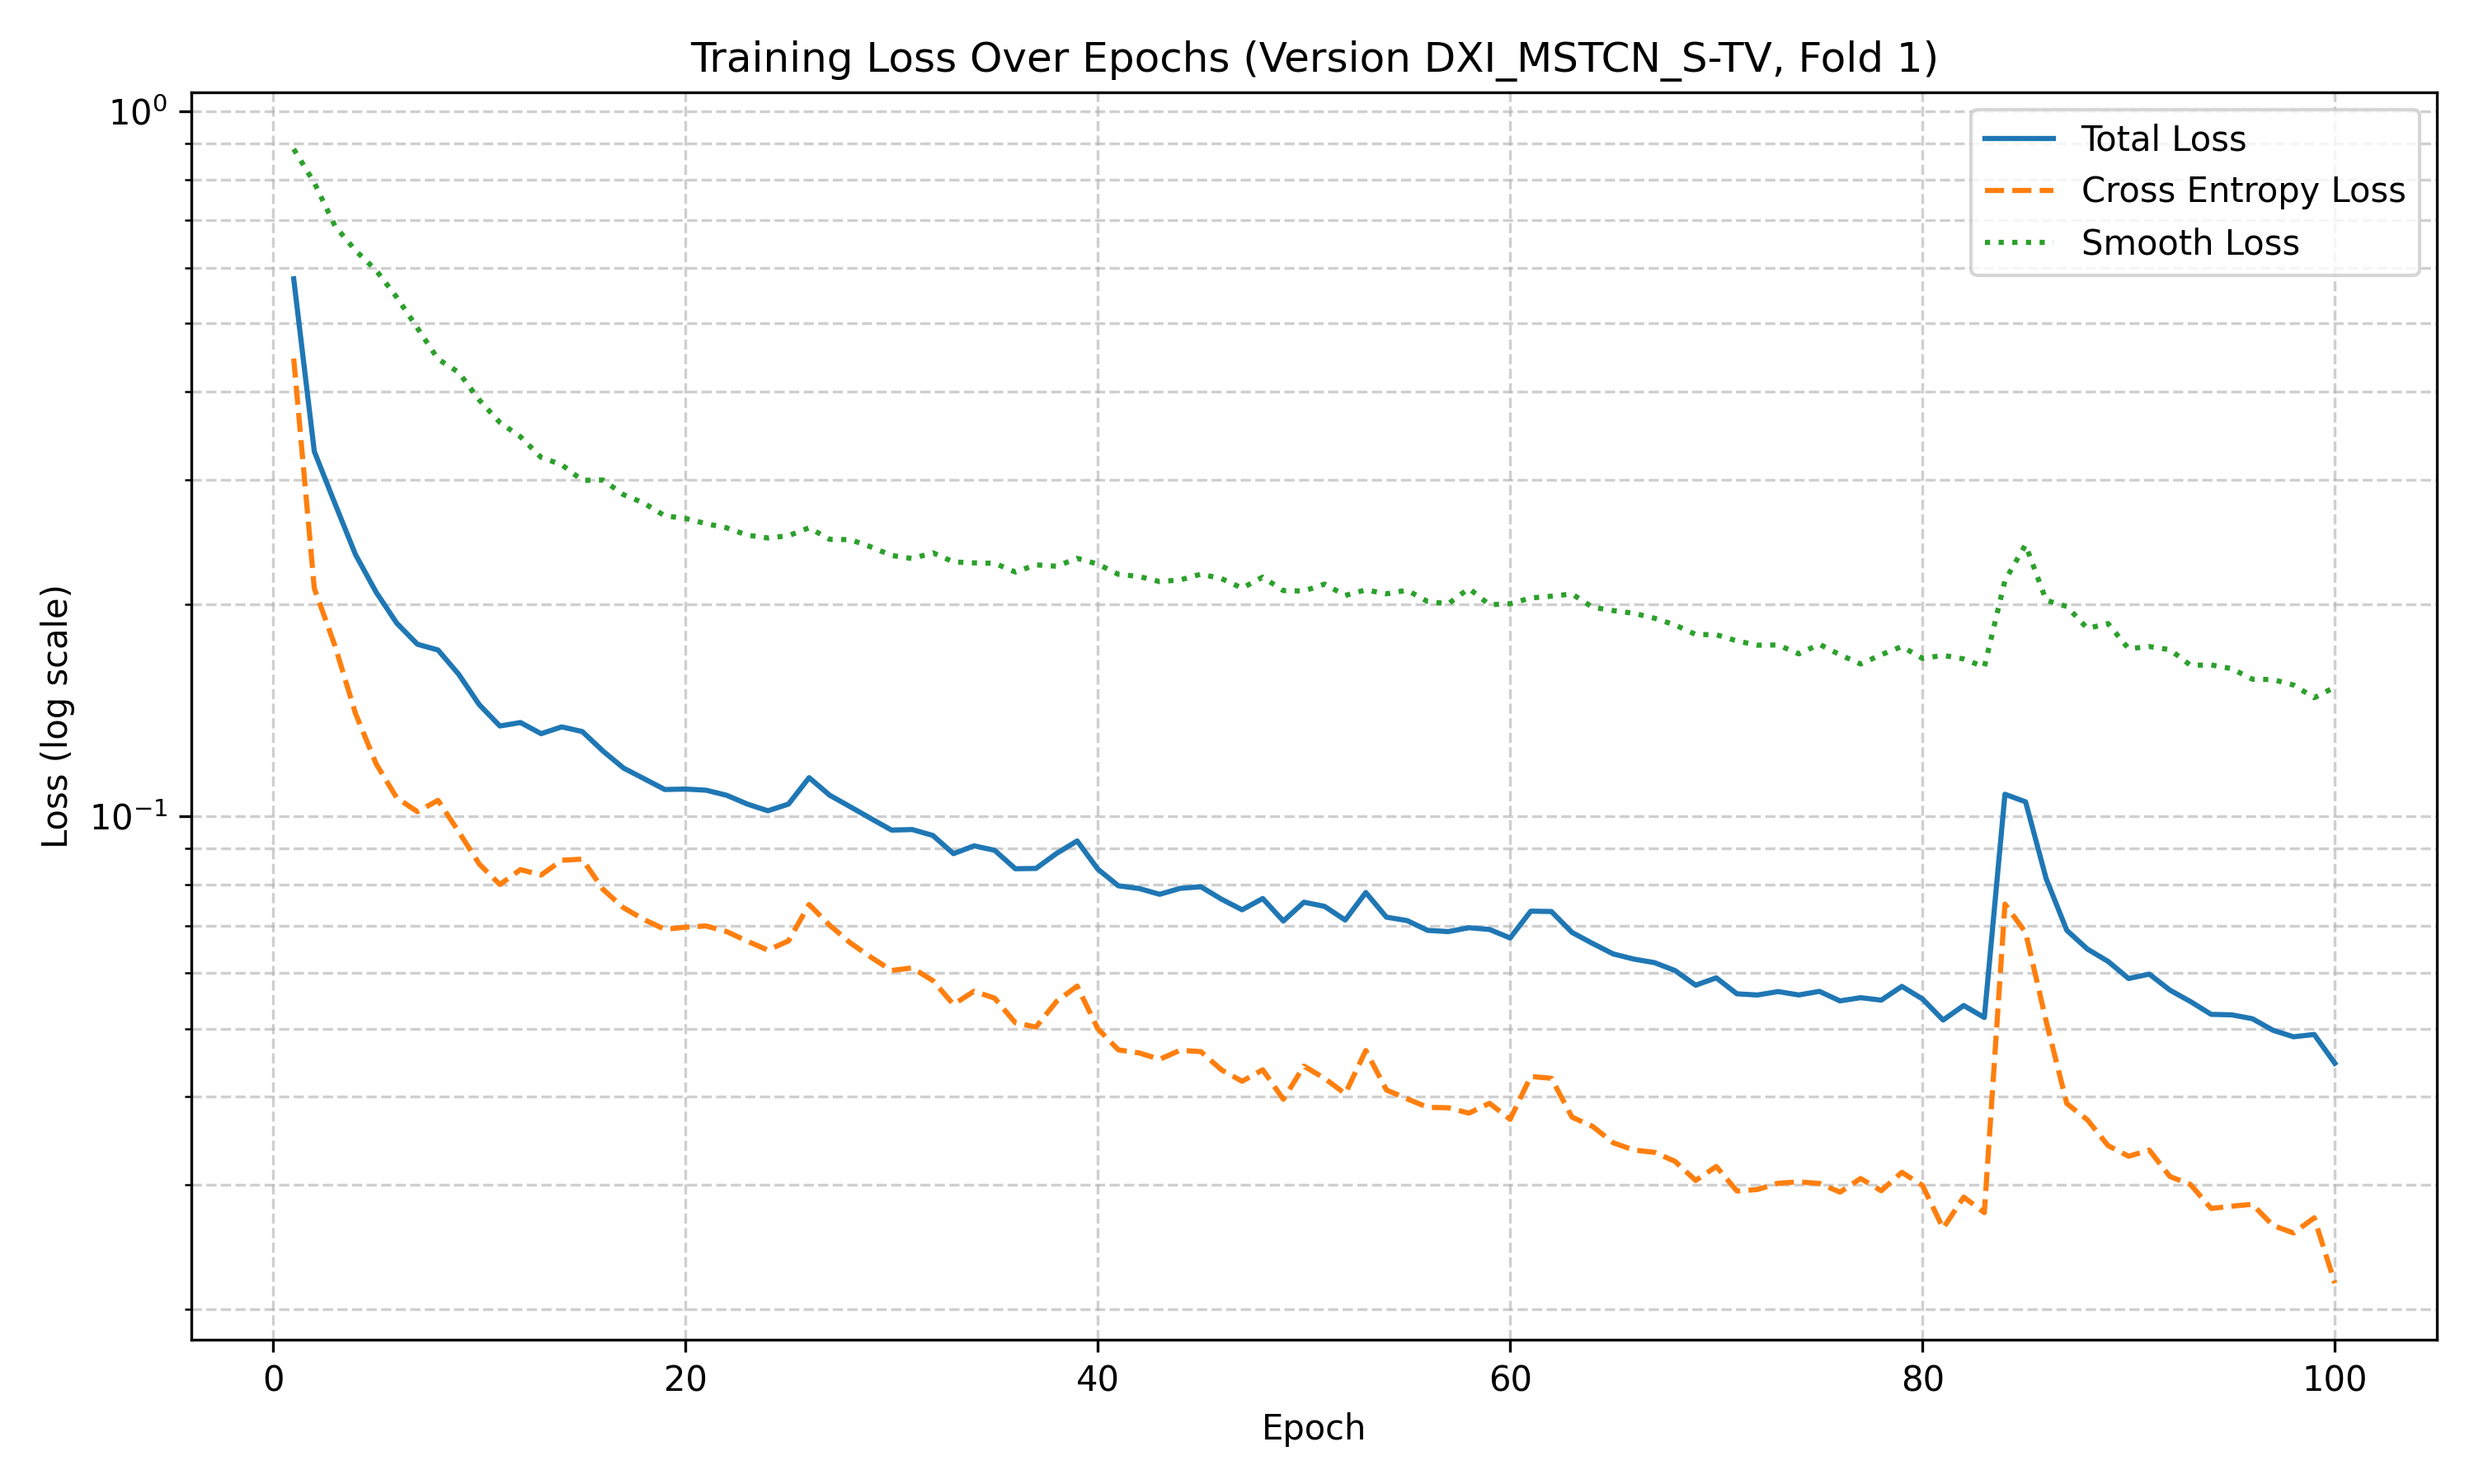 Training Loss Over Epochs (Version DXI_MSTCN_S-TV, Fold 1)
10⁰
Total Loss
Cross Entropy Loss
Smooth Loss
Loss (log scale)
10⁻¹
0 20 40 60 80 100
Epoch